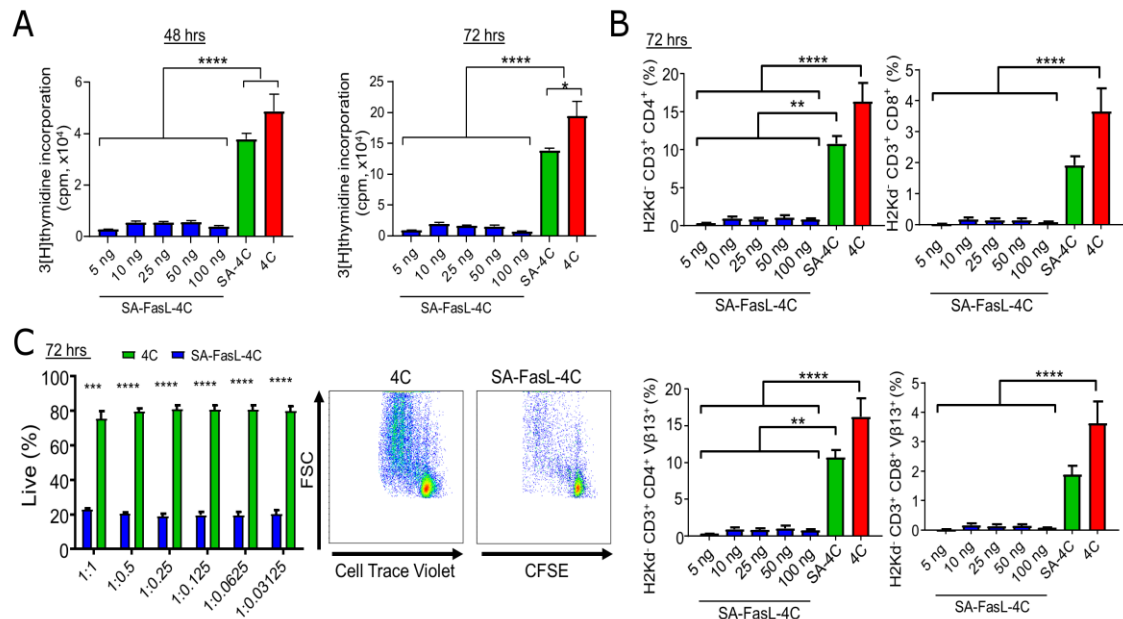 A
48 hrs
****
3[H]thymidine incorporation
(cpm, x10⁴)
6
4
2
0
5 ng
10 ng
25 ng
50 ng
100 ng
SA-4C
4C
SA-FasL-4C
72 hrs
****
*
3[H]thymidine incorporation
(cpm, x10⁴)
25
20
15
10
5
0
5 ng
10 ng
25 ng
50 ng
100 ng
SA-4C
4C
SA-FasL-4C
B
72 hrs
****
**
H2Kd⁻ CD3⁺ CD4⁺ (%)
20
15
10
5
0
5 ng
10 ng
25 ng
50 ng
100 ng
SA-4C
4C
SA-FasL-4C
****
H2Kd⁻ CD3⁺ CD8⁺ (%)
5
4
3
2
1
0
5 ng
10 ng
25 ng
50 ng
100 ng
SA-4C
4C
SA-FasL-4C
****
**
H2Kd⁻ CD3⁺ CD4⁺ Vβ13⁺ (%)
20
15
10
5
0
5 ng
10 ng
25 ng
50 ng
100 ng
SA-4C
4C
SA-FasL-4C
****
H2Kd⁻ CD3⁺ CD8⁺ Vβ13⁺ (%)
5
4
3
2
1
0
5 ng
10 ng
25 ng
50 ng
100 ng
SA-4C
4C
SA-FasL-4C
C
72 hrs
4C
SA-FasL-4C
*** **** **** **** **** ****
Live (%)
100
80
60
40
20
0
1:1
1:0.5
1:0.25
1:0.125
1:0.0625
1:0.03125
4C
FSC
Cell Trace Violet
SA-FasL-4C
CFSE